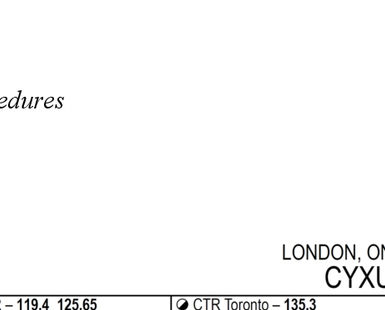 edures
LONDON, ON
CYXU
– 119.4 125.65
CTR Toronto – 135.3